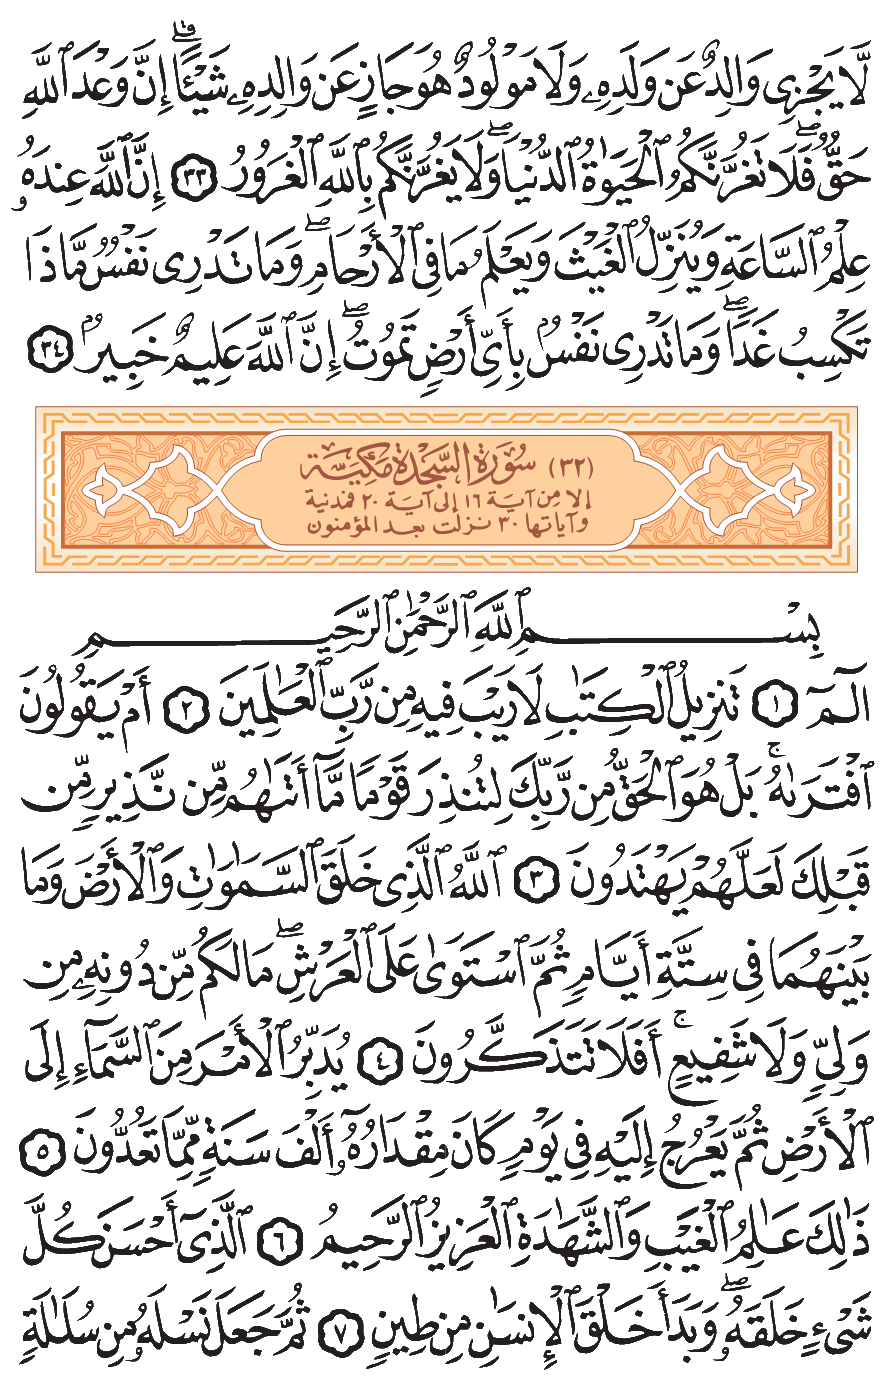 لَّا يَجْزِى وَالِدٌ عَن وَلَدِهِۦ وَلَا مَوْلُودٌ هُوَ جَازٍ عَن وَالِدِهِۦ شَيْـًٔا ۗ إِنَّ وَعْدَ ٱللَّهِ
حَقٌّ ۖ فَلَا تَغُرَّنَّكُمُ ٱلْحَيَوٰةُ ٱلدُّنْيَا ۖ وَلَا يَغُرَّنَّكُم بِٱللَّهِ ٱلْغَرُورُ ٣٣ إِنَّ ٱللَّهَ عِندَهُۥ
عِلْمُ ٱلسَّاعَةِ وَيُنَزِّلُ ٱلْغَيْثَ وَيَعْلَمُ مَا فِى ٱلْأَرْحَامِ ۖ وَمَا تَدْرِى نَفْسٌ مَّاذَا
تَكْسِبُ غَدًا ۖ وَمَا تَدْرِى نَفْسٌۢ بِأَىِّ أَرْضٍ تَمُوتُ ۖ إِنَّ ٱللَّهَ عَلِيمٌ خَبِيرٌۢ ٣٤
(٣٢) سُورَة السَّجْدَة مَكِيَّة
إلا مِن آيَة ١٦ إلى آيَة ٢٠ فمدنية
وآياتها ٣٠ نزلت بعد المؤمنون
بِسْمِ ٱللَّهِ ٱلرَّحْمَـٰنِ ٱلرَّحِيمِ
الٓمٓ ١ تَنزِيلُ ٱلْكِتَـٰبِ لَا رَيْبَ فِيهِ مِن رَّبِّ ٱلْعَـٰلَمِينَ ٢ أَمْ يَقُولُونَ
ٱفْتَرَىٰهُ ۚ بَلْ هُوَ ٱلْحَقُّ مِن رَّبِّكَ لِتُنذِرَ قَوْمًا مَّآ أَتَىٰهُم مِّن نَّذِيرٍ مِّن
قَبْلِكَ لَعَلَّهُمْ يَهْتَدُونَ ٣ ٱللَّهُ ٱلَّذِى خَلَقَ ٱلسَّمَـٰوَٰتِ وَٱلْأَرْضَ وَمَا
بَيْنَهُمَا فِى سِتَّةِ أَيَّامٍ ثُمَّ ٱسْتَوَىٰ عَلَى ٱلْعَرْشِ ۖ مَا لَكُم مِّن دُونِهِۦ مِن
وَلِىٍّ وَلَا شَفِيعٍ ۚ أَفَلَا تَتَذَكَّرُونَ ٤ يُدَبِّرُ ٱلْأَمْرَ مِنَ ٱلسَّمَآءِ إِلَى
ٱلْأَرْضِ ثُمَّ يَعْرُجُ إِلَيْهِ فِى يَوْمٍ كَانَ مِقْدَارُهُۥٓ أَلْفَ سَنَةٍ مِّمَّا تَعُدُّونَ ٥
ذَٰلِكَ عَـٰلِمُ ٱلْغَيْبِ وَٱلشَّهَـٰدَةِ ٱلْعَزِيزُ ٱلرَّحِيمُ ٦ ٱلَّذِىٓ أَحْسَنَ كُلَّ
شَىْءٍ خَلَقَهُۥ ۖ وَبَدَأَ خَلْقَ ٱلْإِنسَـٰنِ مِن طِينٍ ٧ ثُمَّ جَعَلَ نَسْلَهُۥ مِن سُلَـٰلَةٍ